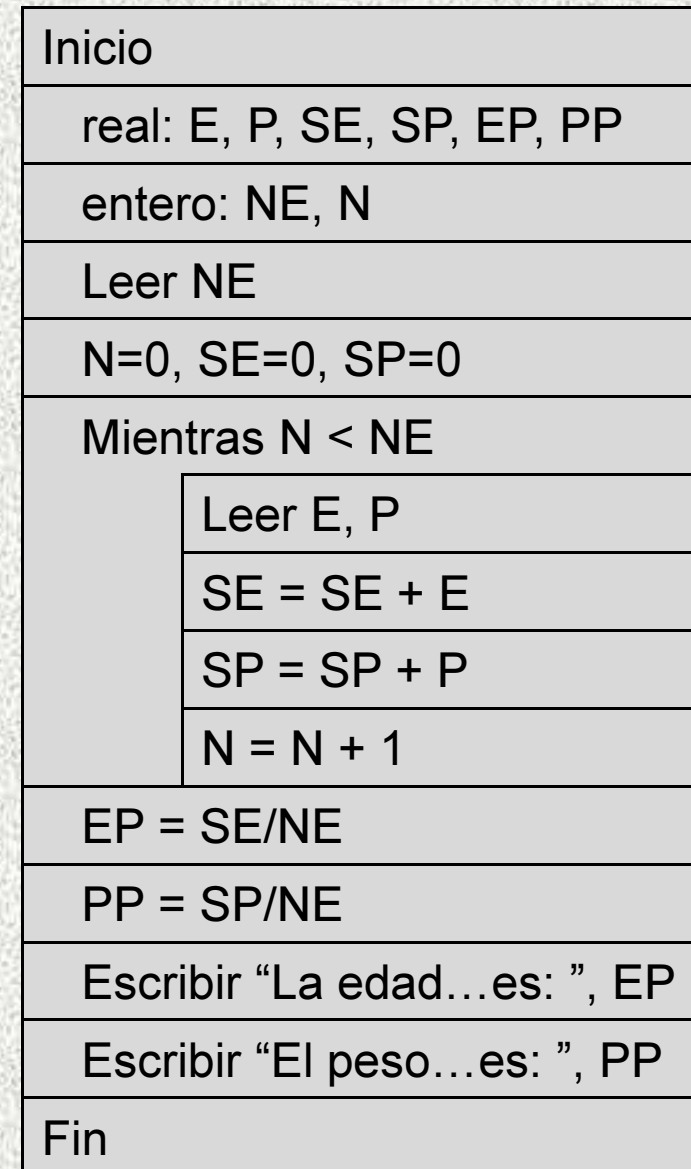 Inicio
real: E, P, SE, SP, EP, PP
entero: NE, N
Leer NE
N=0, SE=0, SP=0
Mientras N < NE
Leer E, P
SE = SE + E
SP = SP + P
N = N + 1
EP = SE/NE
PP = SP/NE
Escribir “La edad…es: ”, EP
Escribir “El peso…es: ”, PP
Fin